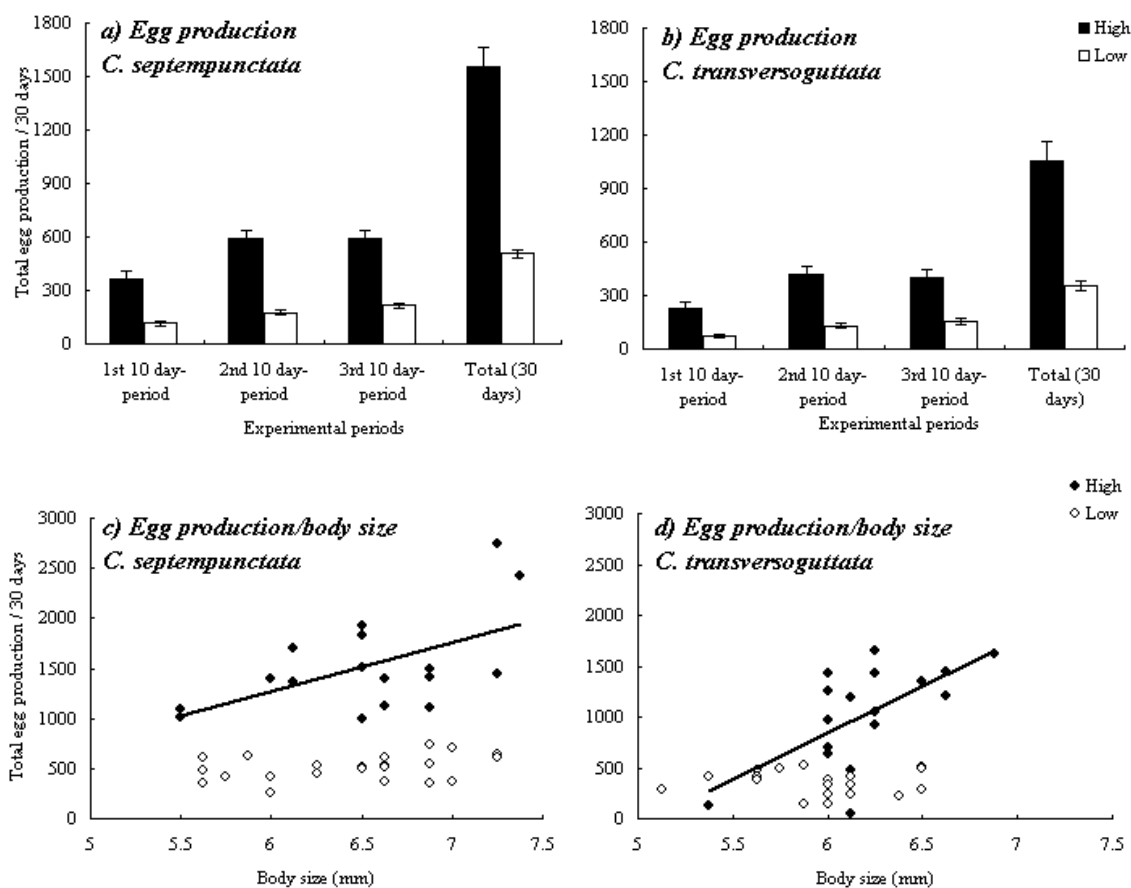 a) Egg production
C. septempunctata
Total egg production / 30 days
1800
1500
1200
900
600
300
0
1st 10 day-
period
2nd 10 day-
period
3rd 10 day-
period
Total (30
days)
Experimental periods
b) Egg production
C. transversoguttata
High
Low
1800
1500
1200
900
600
300
0
1st 10 day-
period
2nd 10 day-
period
3rd 10 day-
period
Total (30
days)
Experimental periods
c) Egg production/body size
C. septempunctata
Total egg production / 30 days
3000
2500
2000
1500
1000
500
0
5
5.5
6
6.5
7
7.5
Body size (mm)
d) Egg production/body size
C. transversoguttata
High
Low
3000
2500
2000
1500
1000
500
0
5
5.5
6
6.5
7
7.5
Body size (mm)